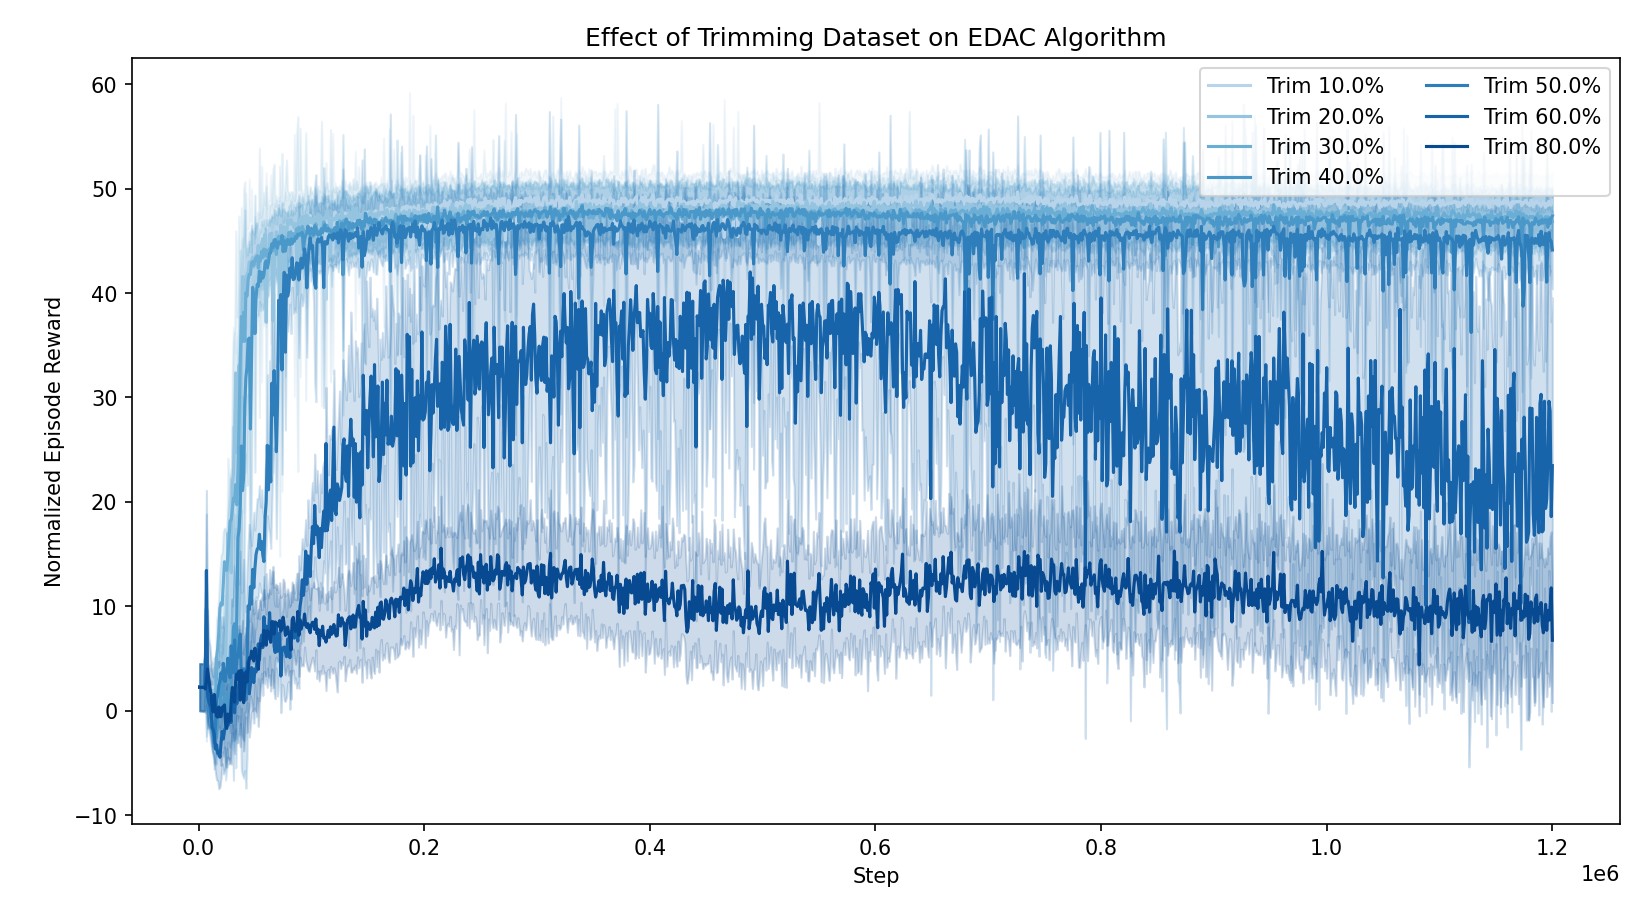 Effect of Trimming Dataset on EDAC Algorithm
Normalized Episode Reward
60
50
40
30
20
10
0
−10
Trim 10.0%
Trim 20.0%
Trim 30.0%
Trim 40.0%
Trim 50.0%
Trim 60.0%
Trim 80.0%
0.0 0.2 0.4 0.6 0.8 1.0 1.2
1e6
Step